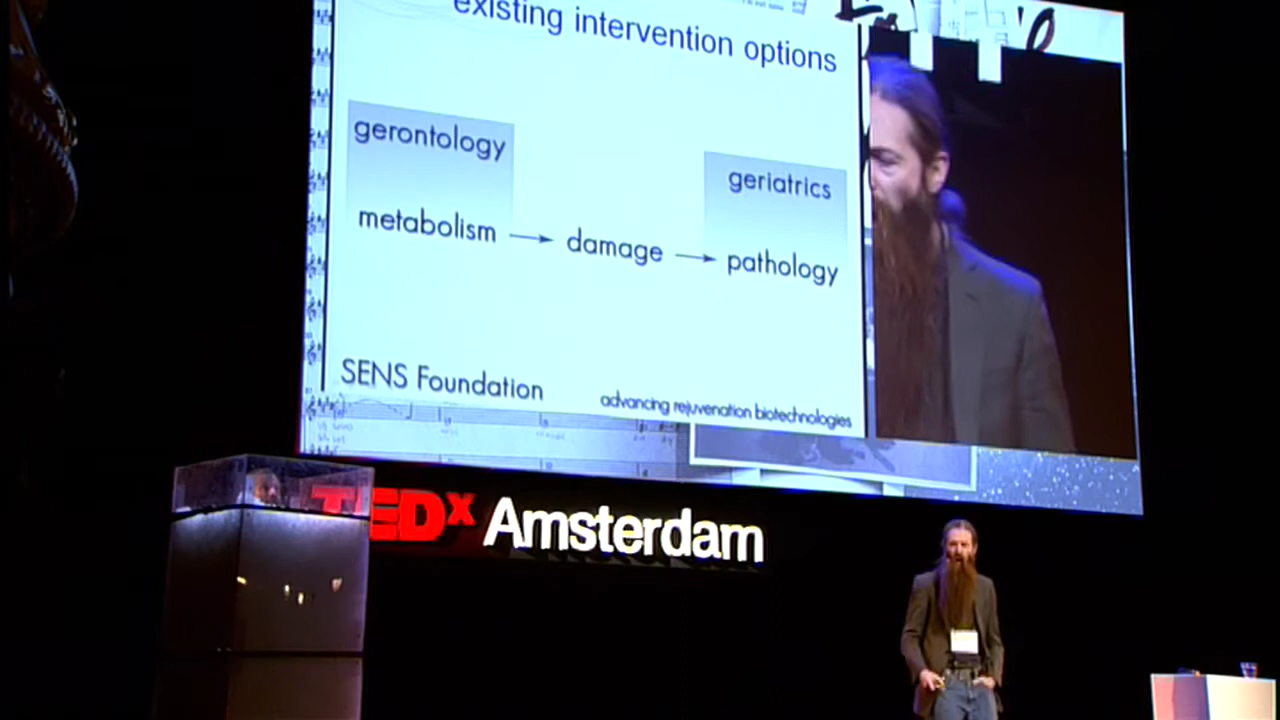 existing intervention options
gerontology
geriatrics
metabolism → damage → pathology
SENS Foundation
advancing rejuvenation biotechnologies
TEDx Amsterdam